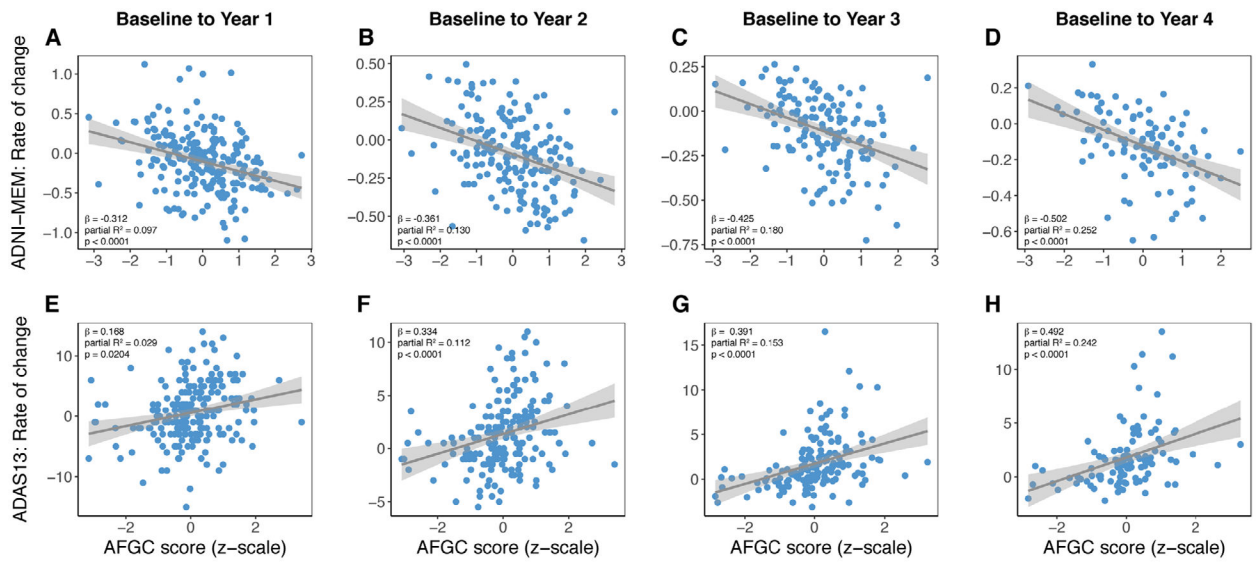 Baseline to Year 1
Baseline to Year 2
Baseline to Year 3
Baseline to Year 4
ADNI−MEM: Rate of change
A
1.0
0.5
0.0
−0.5
−1.0
β = -0.312
partial R² = 0.097
p < 0.0001
−3 −2 −1 0 1 2 3
B
0.50
0.25
0.00
−0.25
−0.50
β = -0.361
partial R² = 0.130
p < 0.0001
−3 −2 −1 0 1 2 3
C
0.25
0.00
−0.25
−0.50
−0.75
β = -0.425
partial R² = 0.180
p < 0.0001
−3 −2 −1 0 1 2 3
D
0.2
0.0
−0.2
−0.4
−0.6
β = -0.502
partial R² = 0.252
p < 0.0001
−3 −2 −1 0 1 2
ADAS13: Rate of change
E
β = 0.168
partial R² = 0.029
p = 0.0204
10
0
−10
−2 0 2
AFGC score (z−scale)
F
β = 0.334
partial R² = 0.112
p < 0.0001
10
5
0
−5
−2 0 2
AFGC score (z−scale)
G
β = 0.391
partial R² = 0.153
p < 0.0001
15
10
5
0
−2 0 2
AFGC score (z−scale)
H
β = 0.492
partial R² = 0.242
p < 0.0001
10
5
0
−2 0 2
AFGC score (z−scale)